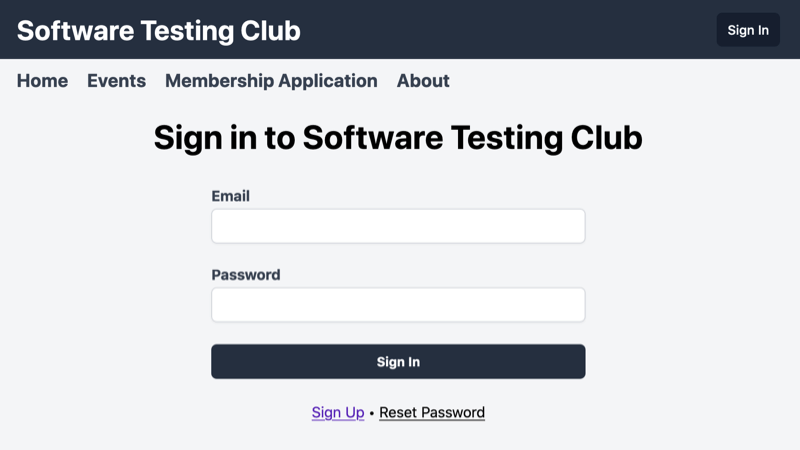 Software Testing Club
Sign In
Home Events Membership Application About
Sign in to Software Testing Club
Email
Password
Sign In
Sign Up • Reset Password